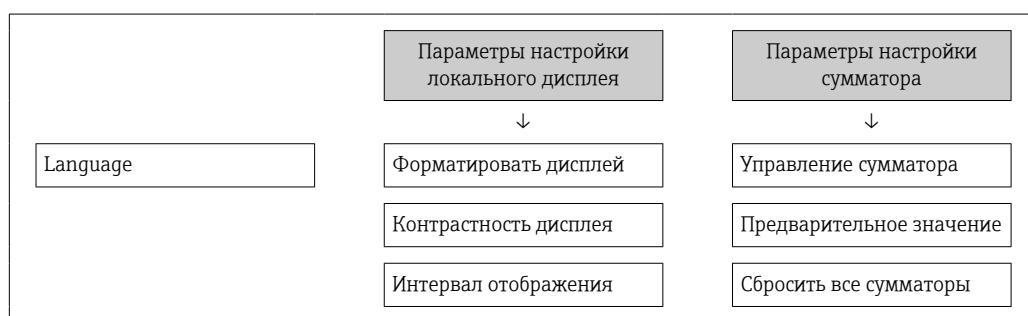 Параметры настройки
локального дисплея
Параметры настройки
сумматора
↓
↓
Language
Форматировать дисплей
Управление сумматора
Контрастность дисплея
Предварительное значение
Интервал отображения
Сбросить все сумматоры